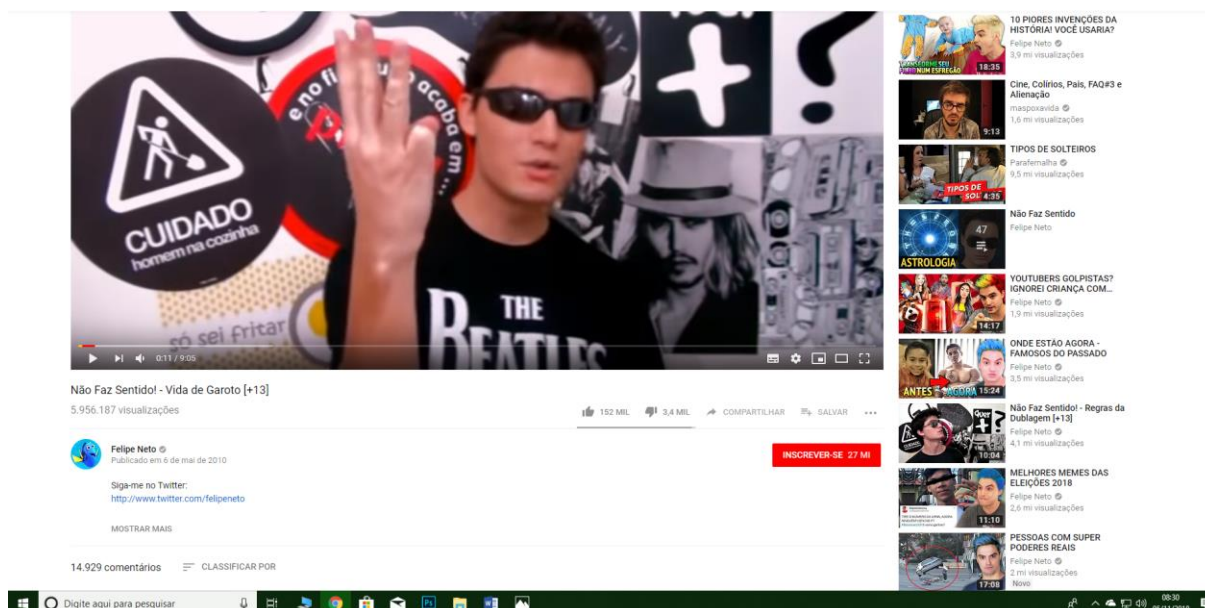 e no fim tudo acaba em ...
CUIDADO
homem na cozinha
só sei fritar
THE
BEATLES
0:11 / 9:05
Não Faz Sentido! - Vida de Garoto [+13]
5.956.187 visualizações
152 MIL
3,4 MIL
COMPARTILHAR
SALVAR
Felipe Neto
Publicado em 6 de mai de 2010
INSCREVER-SE 27 MI
Siga-me no Twitter:
http://www.twitter.com/felipeneto
MOSTRAR MAIS
14.929 comentários
CLASSIFICAR POR
18:35
10 PIORES INVENÇÕES DA
HISTÓRIA! VOCÊ USARIA?
Felipe Neto
3,9 mi visualizações
9:13
Cine, Colírios, Pais, FAQ#3 e
Alienação
maspoxavida
1,6 mi visualizações
TIPOS DE
SOL
4:35
TIPOS DE SOLTEIROS
Parafernalha
9,5 mi visualizações
ASTROLOGIA
47
Não Faz Sentido
Felipe Neto
14:17
YOUTUBERS GOLPISTAS?
IGNOREI CRIANÇA COM...
Felipe Neto
1,9 mi visualizações
ANTES
AGORA
15:24
ONDE ESTÃO AGORA -
FAMOSOS DO PASSADO
Felipe Neto
3,5 mi visualizações
10:04
Não Faz Sentido! - Regras da
Dublagem [+13]
Felipe Neto
4,1 mi visualizações
11:10
MELHORES MEMES DAS
ELEIÇÕES 2018
Felipe Neto
2,6 mi visualizações
17:08
PESSOAS COM SUPER
PODERES REAIS
Felipe Neto
2 mi visualizações
Novo
Digite aqui para pesquisar
08:30